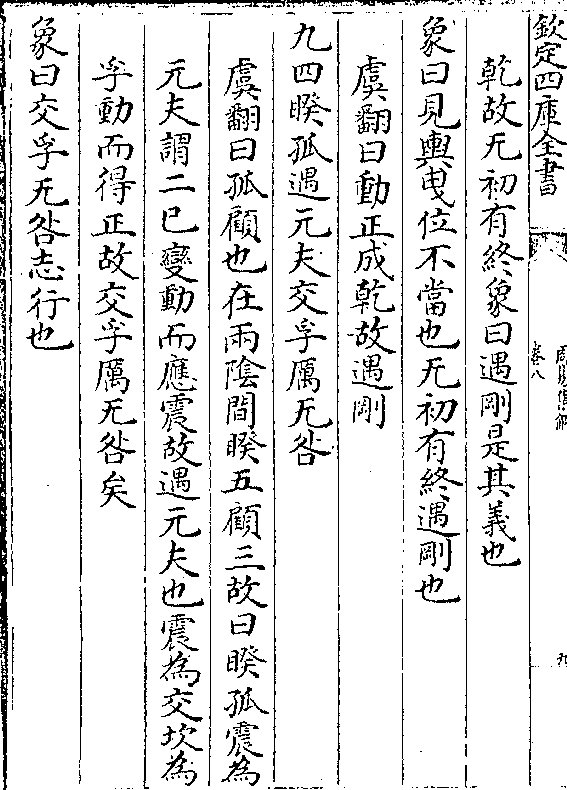 欽定四庫全書
卷八
九
乾故无初有終象曰遇剛是其義也
象曰見輿曳位不當也无初有終遇剛也
虞翻曰動正成乾故遇剛
九四睽孤遇元夫交孚厲无咎
虞翻曰孤顧也在兩陰間睽五顧三故曰睽孤震為
元夫謂二已變動而應震故遇元夫也震為交坎為
孚動而得正故交孚厲无咎矣
象曰交孚无咎志行也